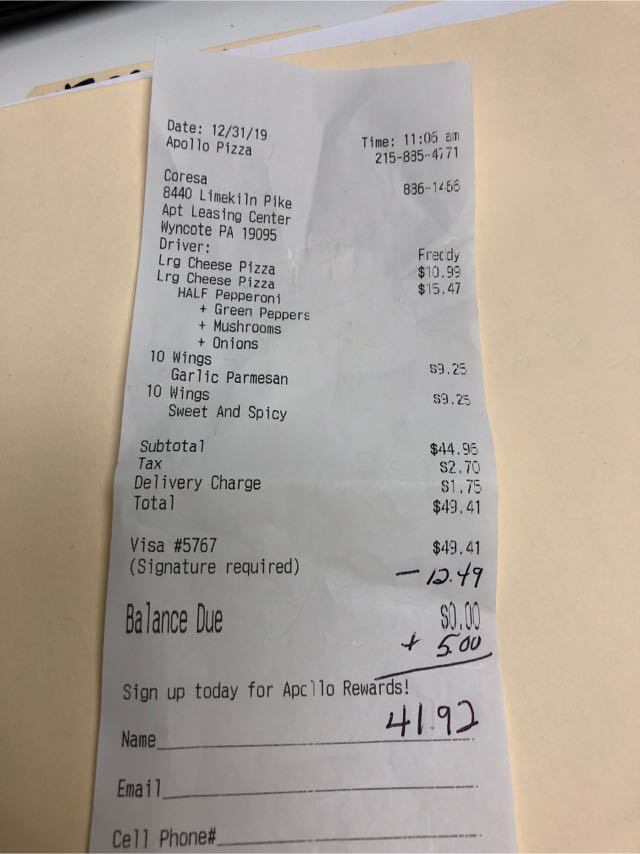 Date: 12/31/19 Time: 11:06 am
Apollo Pizza 215-885-4771
Coresa 886-1466
8440 Limekiln Pike
Apt Leasing Center
Wyncote PA 19095
Driver: Freddy
Lrg Cheese Pizza $10.99
Lrg Cheese Pizza $15.47
HALF Pepperoni
+ Green Peppers
+ Mushrooms
+ Onions
10 Wings $9.25
Garlic Parmesan
10 Wings $9.25
Sweet And Spicy
Subtotal $44.96
Tax $2.70
Delivery Charge $1.75
Total $49.41
Visa #5767 $49.41
(Signature required) - 12.49
Balance Due $0.00
+ 5.00
Sign up today for Apollo Rewards!
41.92
Name
Email
Cell Phone#